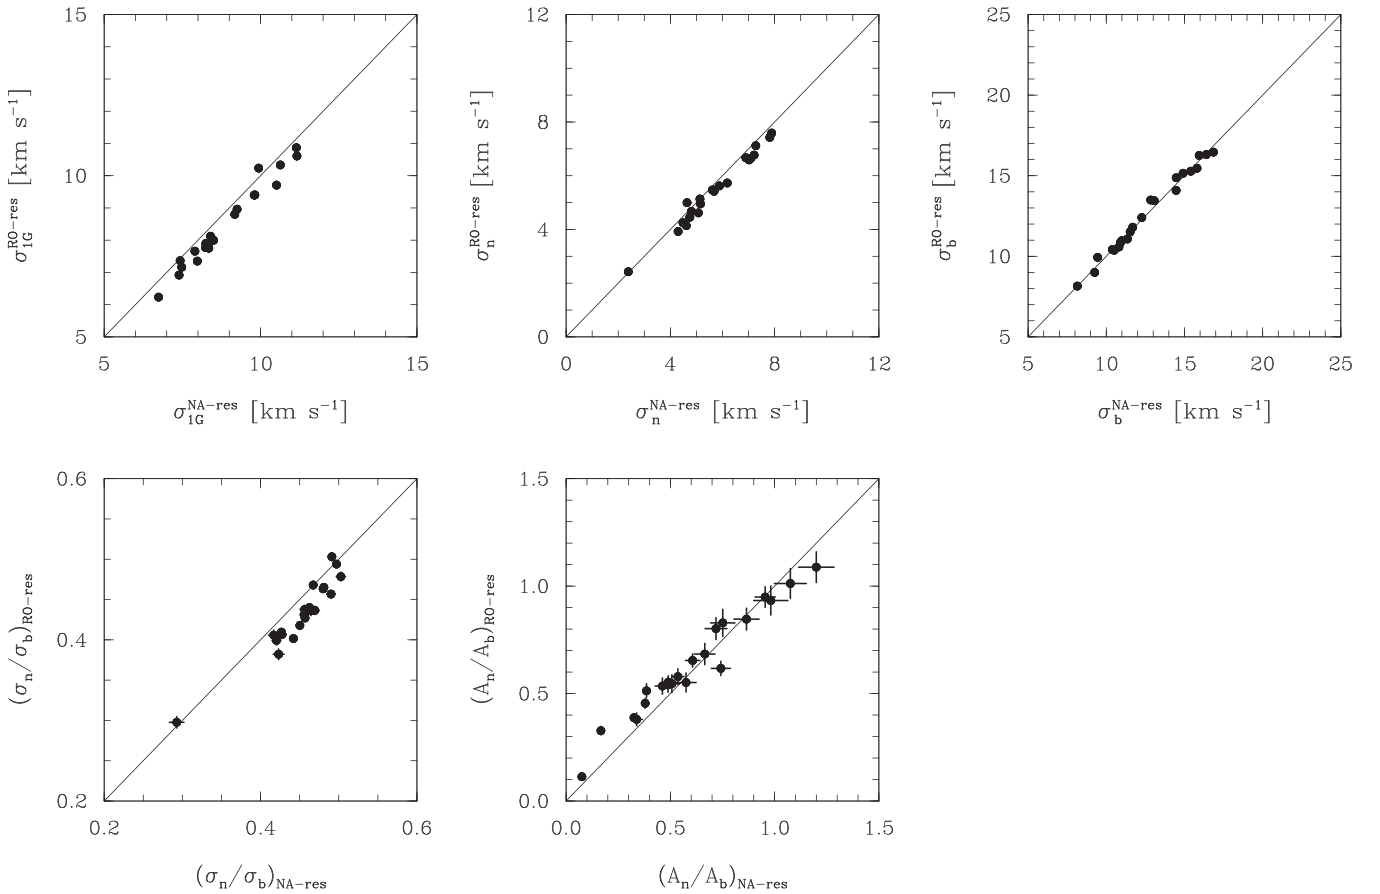 15
10
5
5 10 15
σ_1G^RO−res [km s^−1]
σ_1G^NA−res [km s^−1]
12
8
4
0
0 4 8 12
σ_n^RO−res [km s^−1]
σ_n^NA−res [km s^−1]
25
20
15
10
5
5 10 15 20 25
σ_b^RO−res [km s^−1]
σ_b^NA−res [km s^−1]
0.6
0.4
0.2
0.2 0.4 0.6
(σ_n/σ_b)_RO−res
(σ_n/σ_b)_NA−res
1.5
1.0
0.5
0.0
0.0 0.5 1.0 1.5
(A_n/A_b)_RO−res
(A_n/A_b)_NA−res